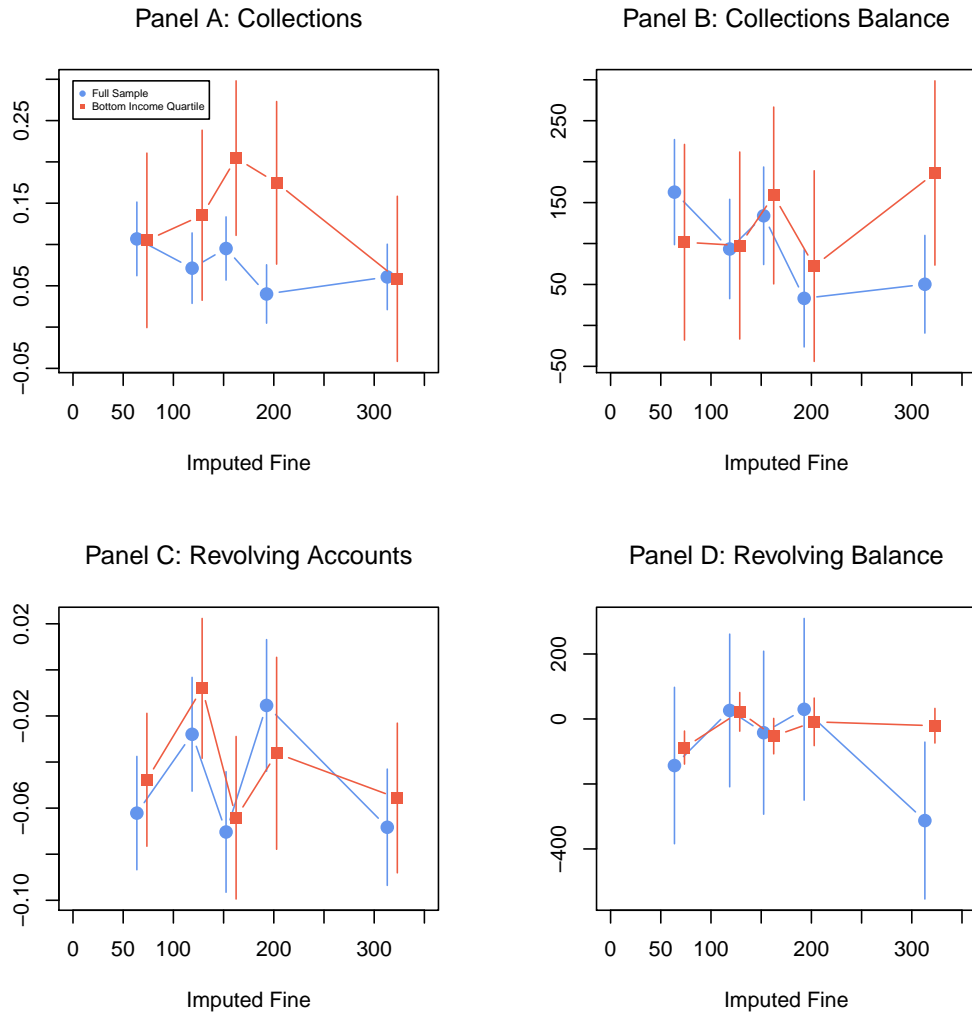 Panel A: Collections
Full Sample
Bottom Income Quartile
0.25
0.15
0.05
−0.05
0 50 100 200 300
Imputed Fine
Panel B: Collections Balance
250
150
50
−50
0 50 100 200 300
Imputed Fine
Panel C: Revolving Accounts
0.02
−0.02
−0.06
−0.10
0 50 100 200 300
Imputed Fine
Panel D: Revolving Balance
200
0
−400
0 50 100 200 300
Imputed Fine